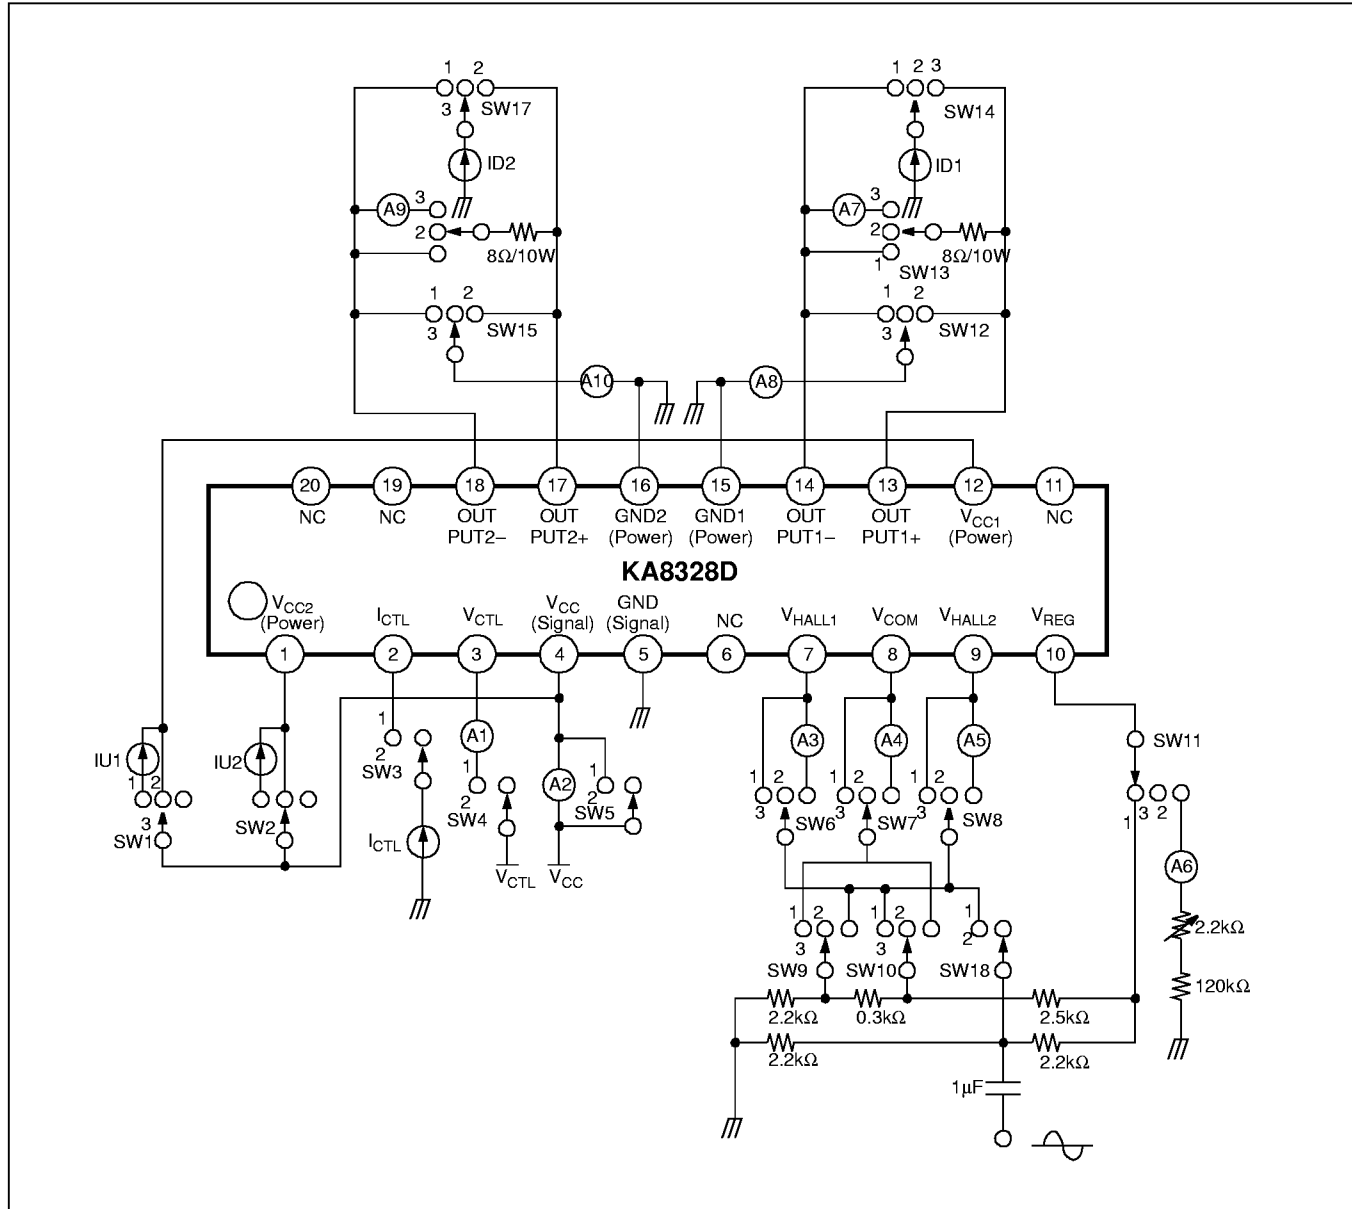 1 2
3 SW17
ID2
A9 3
2
8Ω/10W
1 2
3 SW15
A10
1 2 3
SW14
ID1
A7 3
2
1 SW13 8Ω/10W
1 2
3 SW12
A8
20 19 18 17 16 15 14 13 12 11
NC NC OUT PUT2– OUT PUT2+ GND2 (Power) GND1 (Power) OUT PUT1– OUT PUT1+ VCC1 (Power) NC
KA8328D
VCC2 (Power) ICTL VCTL VCC (Signal) GND (Signal) NC VHALL1 VCOM VHALL2 VREG
1 2 3 4 5 6 7 8 9 10
IU1
1 2
3
SW1
IU2
SW2
1
2
SW3
ICTL
A1
1
2
SW4
VCTL
A2
1
2
SW5
VCC
A3
1 2
3 SW6
A4
1 2
3 SW7
A5
1 2
3 SW8
SW11
1 3 2
A6
2.2kΩ
120kΩ
1 2
3
SW9
1 2
3
SW10
1
2
SW18
2.2kΩ 0.3kΩ 2.5kΩ
2.2kΩ 2.2kΩ
1μF